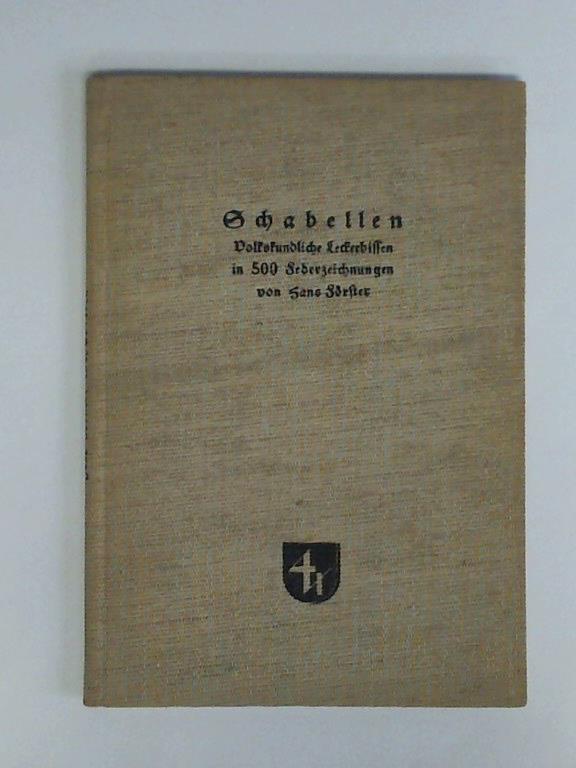 Schabellen
Volkskundliche Leckerbissen
in 500 Federzeichnungen
von Hans Förster